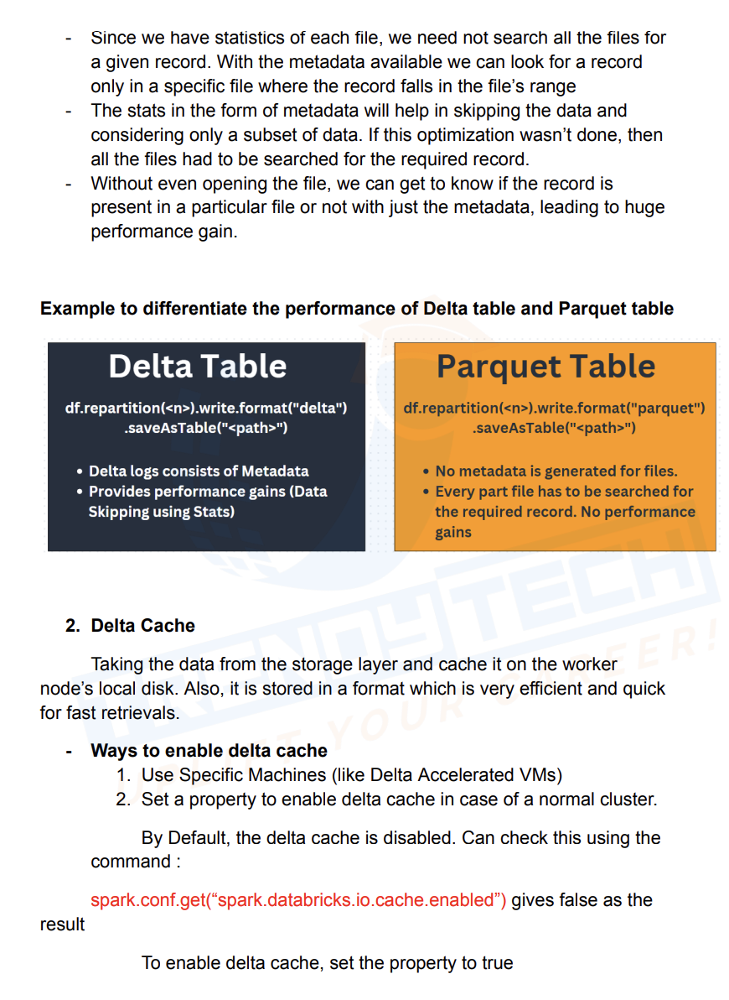 - Since we have statistics of each file, we need not search all the files for
a given record. With the metadata available we can look for a record
only in a specific file where the record falls in the file’s range
- The stats in the form of metadata will help in skipping the data and
considering only a subset of data. If this optimization wasn’t done, then
all the files had to be searched for the required record.
- Without even opening the file, we can get to know if the record is
present in a particular file or not with just the metadata, leading to huge
performance gain.
Example to differentiate the performance of Delta table and Parquet table
Delta Table
df.repartition(<n>).write.format("delta")
.saveAsTable("<path>")
• Delta logs consists of Metadata
• Provides performance gains (Data
Skipping using Stats)
Parquet Table
df.repartition(<n>).write.format("parquet")
.saveAsTable("<path>")
• No metadata is generated for files.
• Every part file has to be searched for
the required record. No performance
gains
2. Delta Cache
Taking the data from the storage layer and cache it on the worker
node’s local disk. Also, it is stored in a format which is very efficient and quick
for fast retrievals.
- Ways to enable delta cache
1. Use Specific Machines (like Delta Accelerated VMs)
2. Set a property to enable delta cache in case of a normal cluster.
By Default, the delta cache is disabled. Can check this using the
command :
spark.conf.get(“spark.databricks.io.cache.enabled”) gives false as the
result
To enable delta cache, set the property to true
TRENDYTECH
YOUR CAREER!